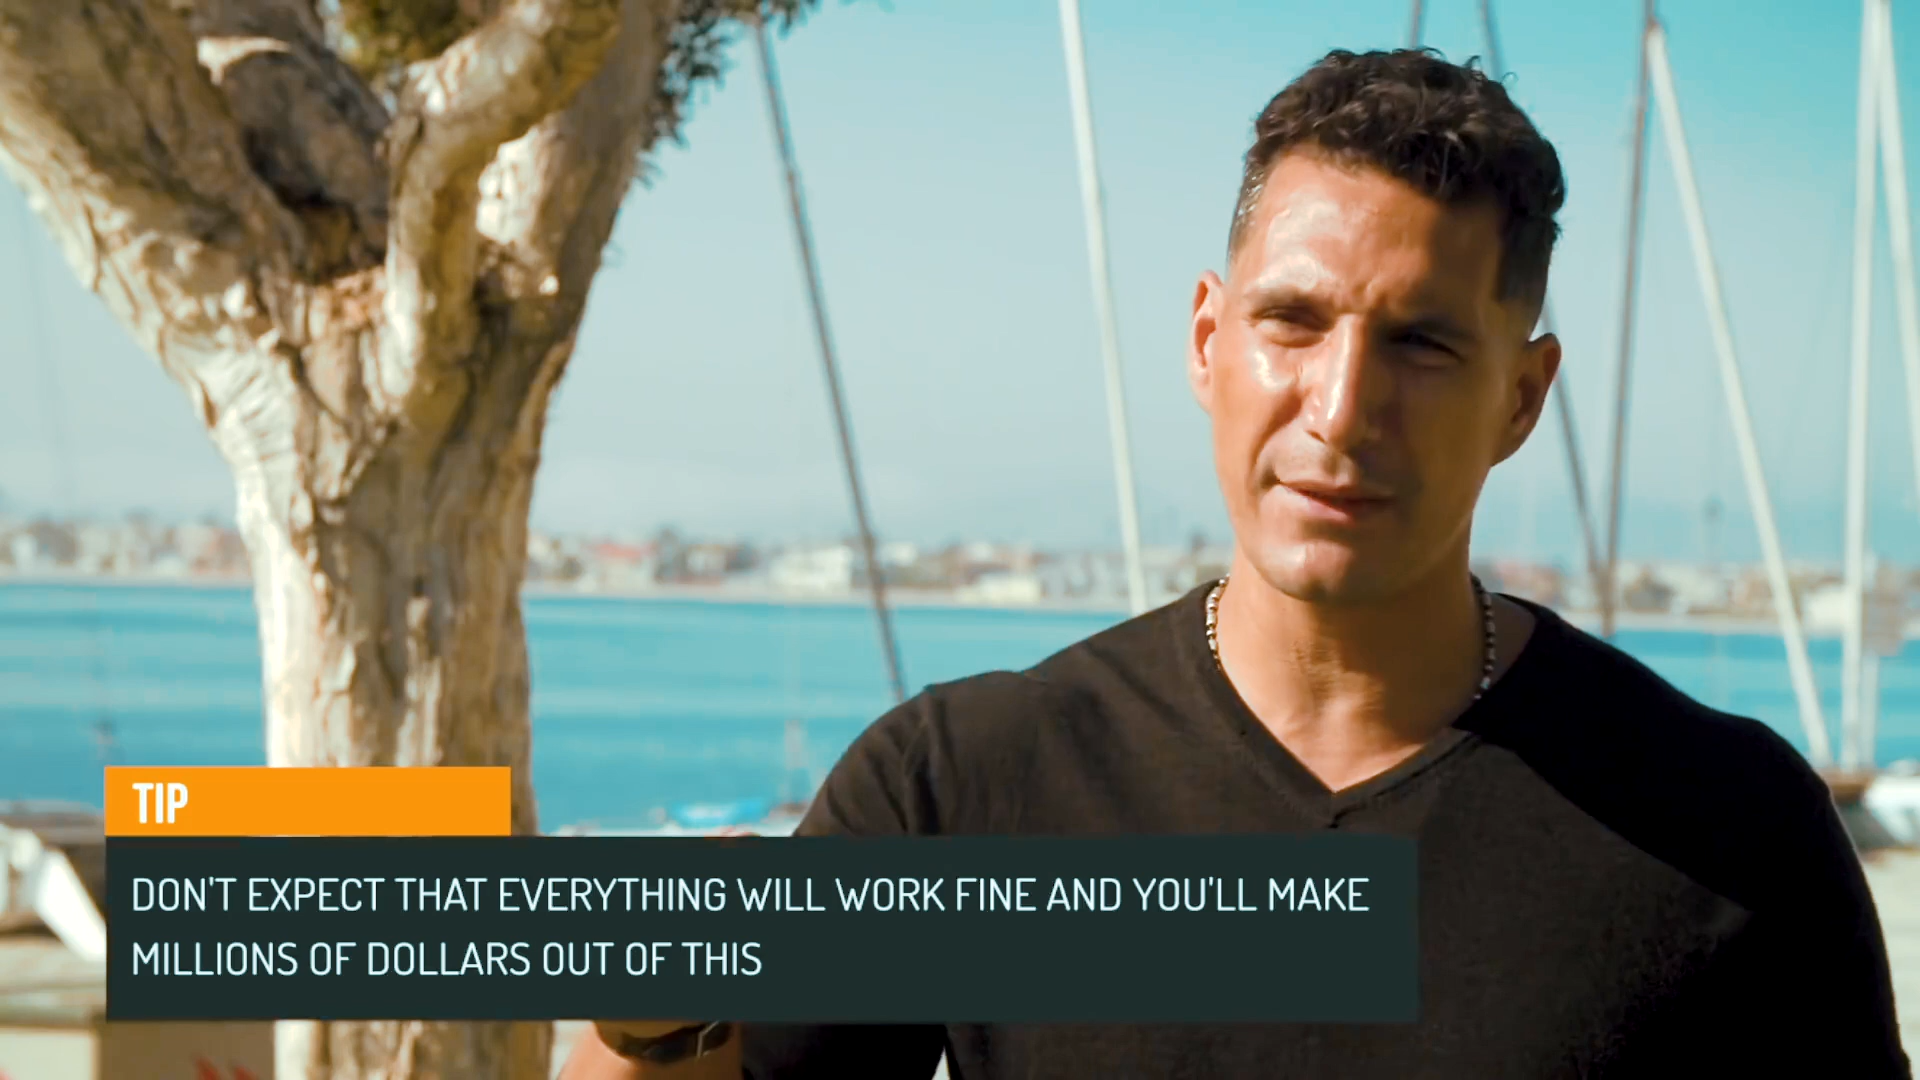 TIP
DON'T EXPECT THAT EVERYTHING WILL WORK FINE AND YOU'LL MAKE
MILLIONS OF DOLLARS OUT OF THIS